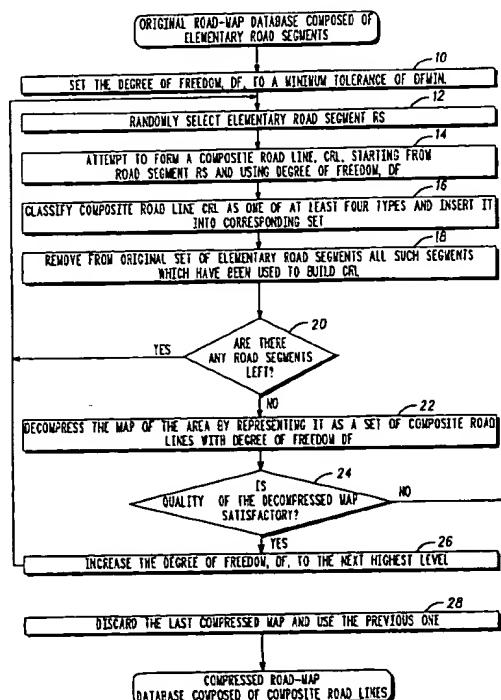 ORIGINAL ROAD-MAP DATABASE COMPOSED OF
ELEMENTARY ROAD SEGMENTS
10
SET THE DEGREE OF FREEDOM, DF, TO A MINIMUM TOLERANCE OF DFMIN.
12
RANDOMLY SELECT ELEMENTARY ROAD SEGMENT RS
14
ATTEMPT TO FORM A COMPOSITE ROAD LINE, CRL, STARTING FROM
ROAD SEGMENT RS AND USING DEGREE OF FREEDOM, DF
16
CLASSIFY COMPOSITE ROAD LINE CRL AS ONE OF AT LEAST FOUR TYPES AND INSERT IT
INTO CORRESPONDING SET
18
REMOVE FROM ORIGINAL SET OF ELEMENTARY ROAD SEGMENTS ALL SUCH SEGMENTS
WHICH HAVE BEEN USED TO BUILD CRL
20
YES
ARE THERE
ANY ROAD SEGMENTS
LEFT?
NO
22
DECOMPRESS THE MAP OF THE AREA BY REPRESENTING IT AS A SET OF COMPOSITE ROAD
LINES WITH DEGREE OF FREEDOM DF
24
IS
QUALITY OF THE DECOMPRESSED MAP
SATISFACTORY?
NO
YES
26
INCREASE THE DEGREE OF FREEDOM, DF, TO THE NEXT HIGHEST LEVEL
28
DISCARD THE LAST COMPRESSED MAP AND USE THE PREVIOUS ONE
COMPRESSED ROAD-MAP
DATABASE COMPOSED OF COMPOSITE ROAD LINES